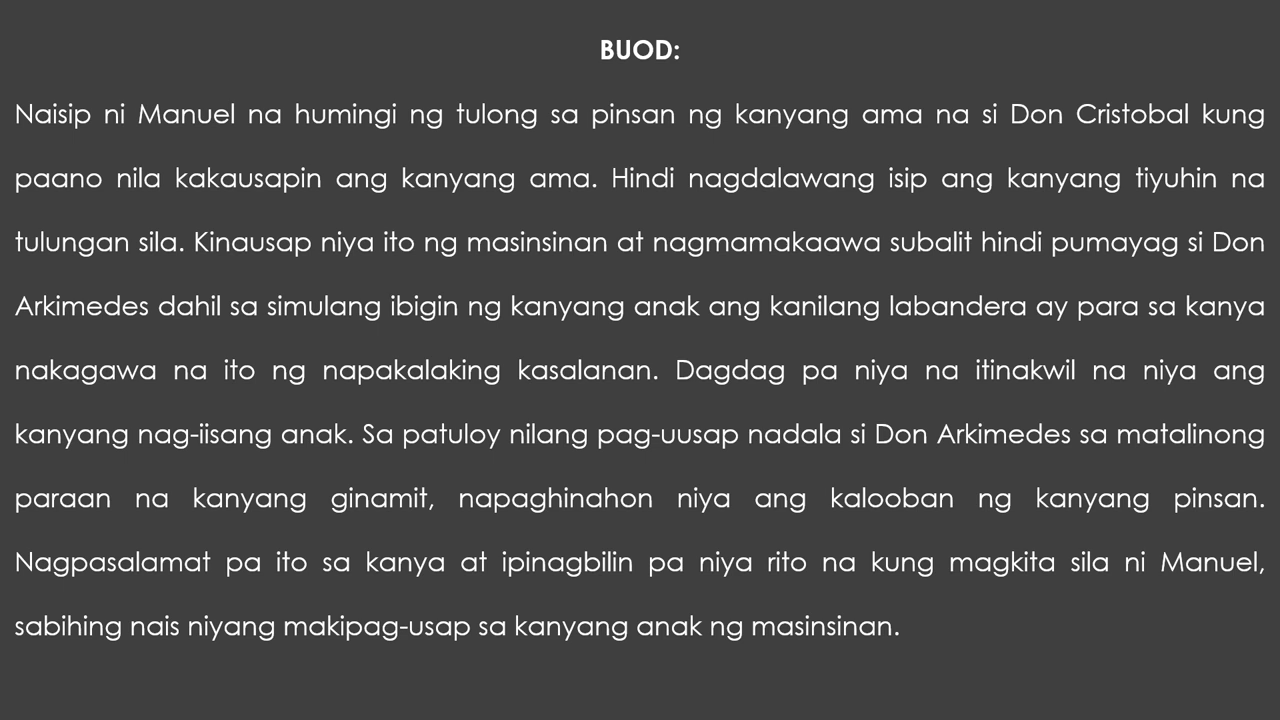 BUOD:
Naisip ni Manuel na humingi ng tulong sa pinsan ng kanyang ama na si Don Cristobal kung
paano nila kakausapin ang kanyang ama. Hindi nagdalawang isip ang kanyang tiyuhin na
tulungan sila. Kinausap niya ito ng masinsinan at nagmamakaawa subalit hindi pumayag si Don
Arkimedes dahil sa simulang ibigin ng kanyang anak ang kanilang labandera ay para sa kanya
nakagawa na ito ng napakalaking kasalanan. Dagdag pa niya na itinakwil na niya ang
kanyang nag-iisang anak. Sa patuloy nilang pag-uusap nadala si Don Arkimedes sa matalinong
paraan na kanyang ginamit, napaghinahon niya ang kalooban ng kanyang pinsan.
Nagpasalamat pa ito sa kanya at ipinagbilin pa niya rito na kung magkita sila ni Manuel,
sabihing nais niyang makipag-usap sa kanyang anak ng masinsinan.